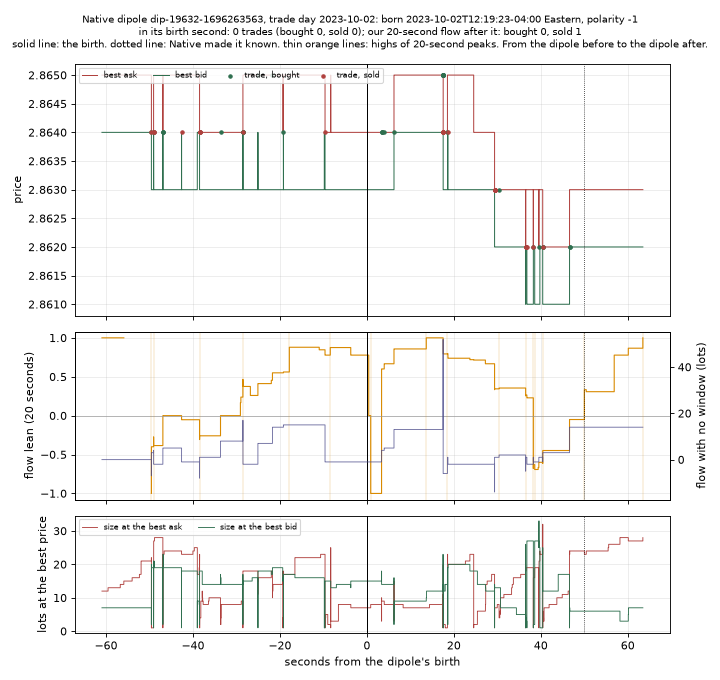 Native dipole dip-19632-1696263563, trade day 2023-10-02: born 2023-10-02T12:19:23-04:00 Eastern, polarity -1
in its birth second: 0 trades (bought 0, sold 0); our 20-second flow after it: bought 0, sold 1
solid line: the birth. dotted line: Native made it known. thin orange lines: highs of 20-second peaks. From the dipole before to the dipole after.
best ask
best bid
trade, bought
trade, sold
price
2.8650
2.8645
2.8640
2.8635
2.8630
2.8625
2.8620
2.8615
2.8610
flow lean (20 seconds)
1.0
0.5
0.0
−0.5
−1.0
40
20
0
flow with no window (lots)
size at the best ask
size at the best bid
lots at the best price
30
20
10
0
−60
−40
−20
0
20
40
60
seconds from the dipole's birth